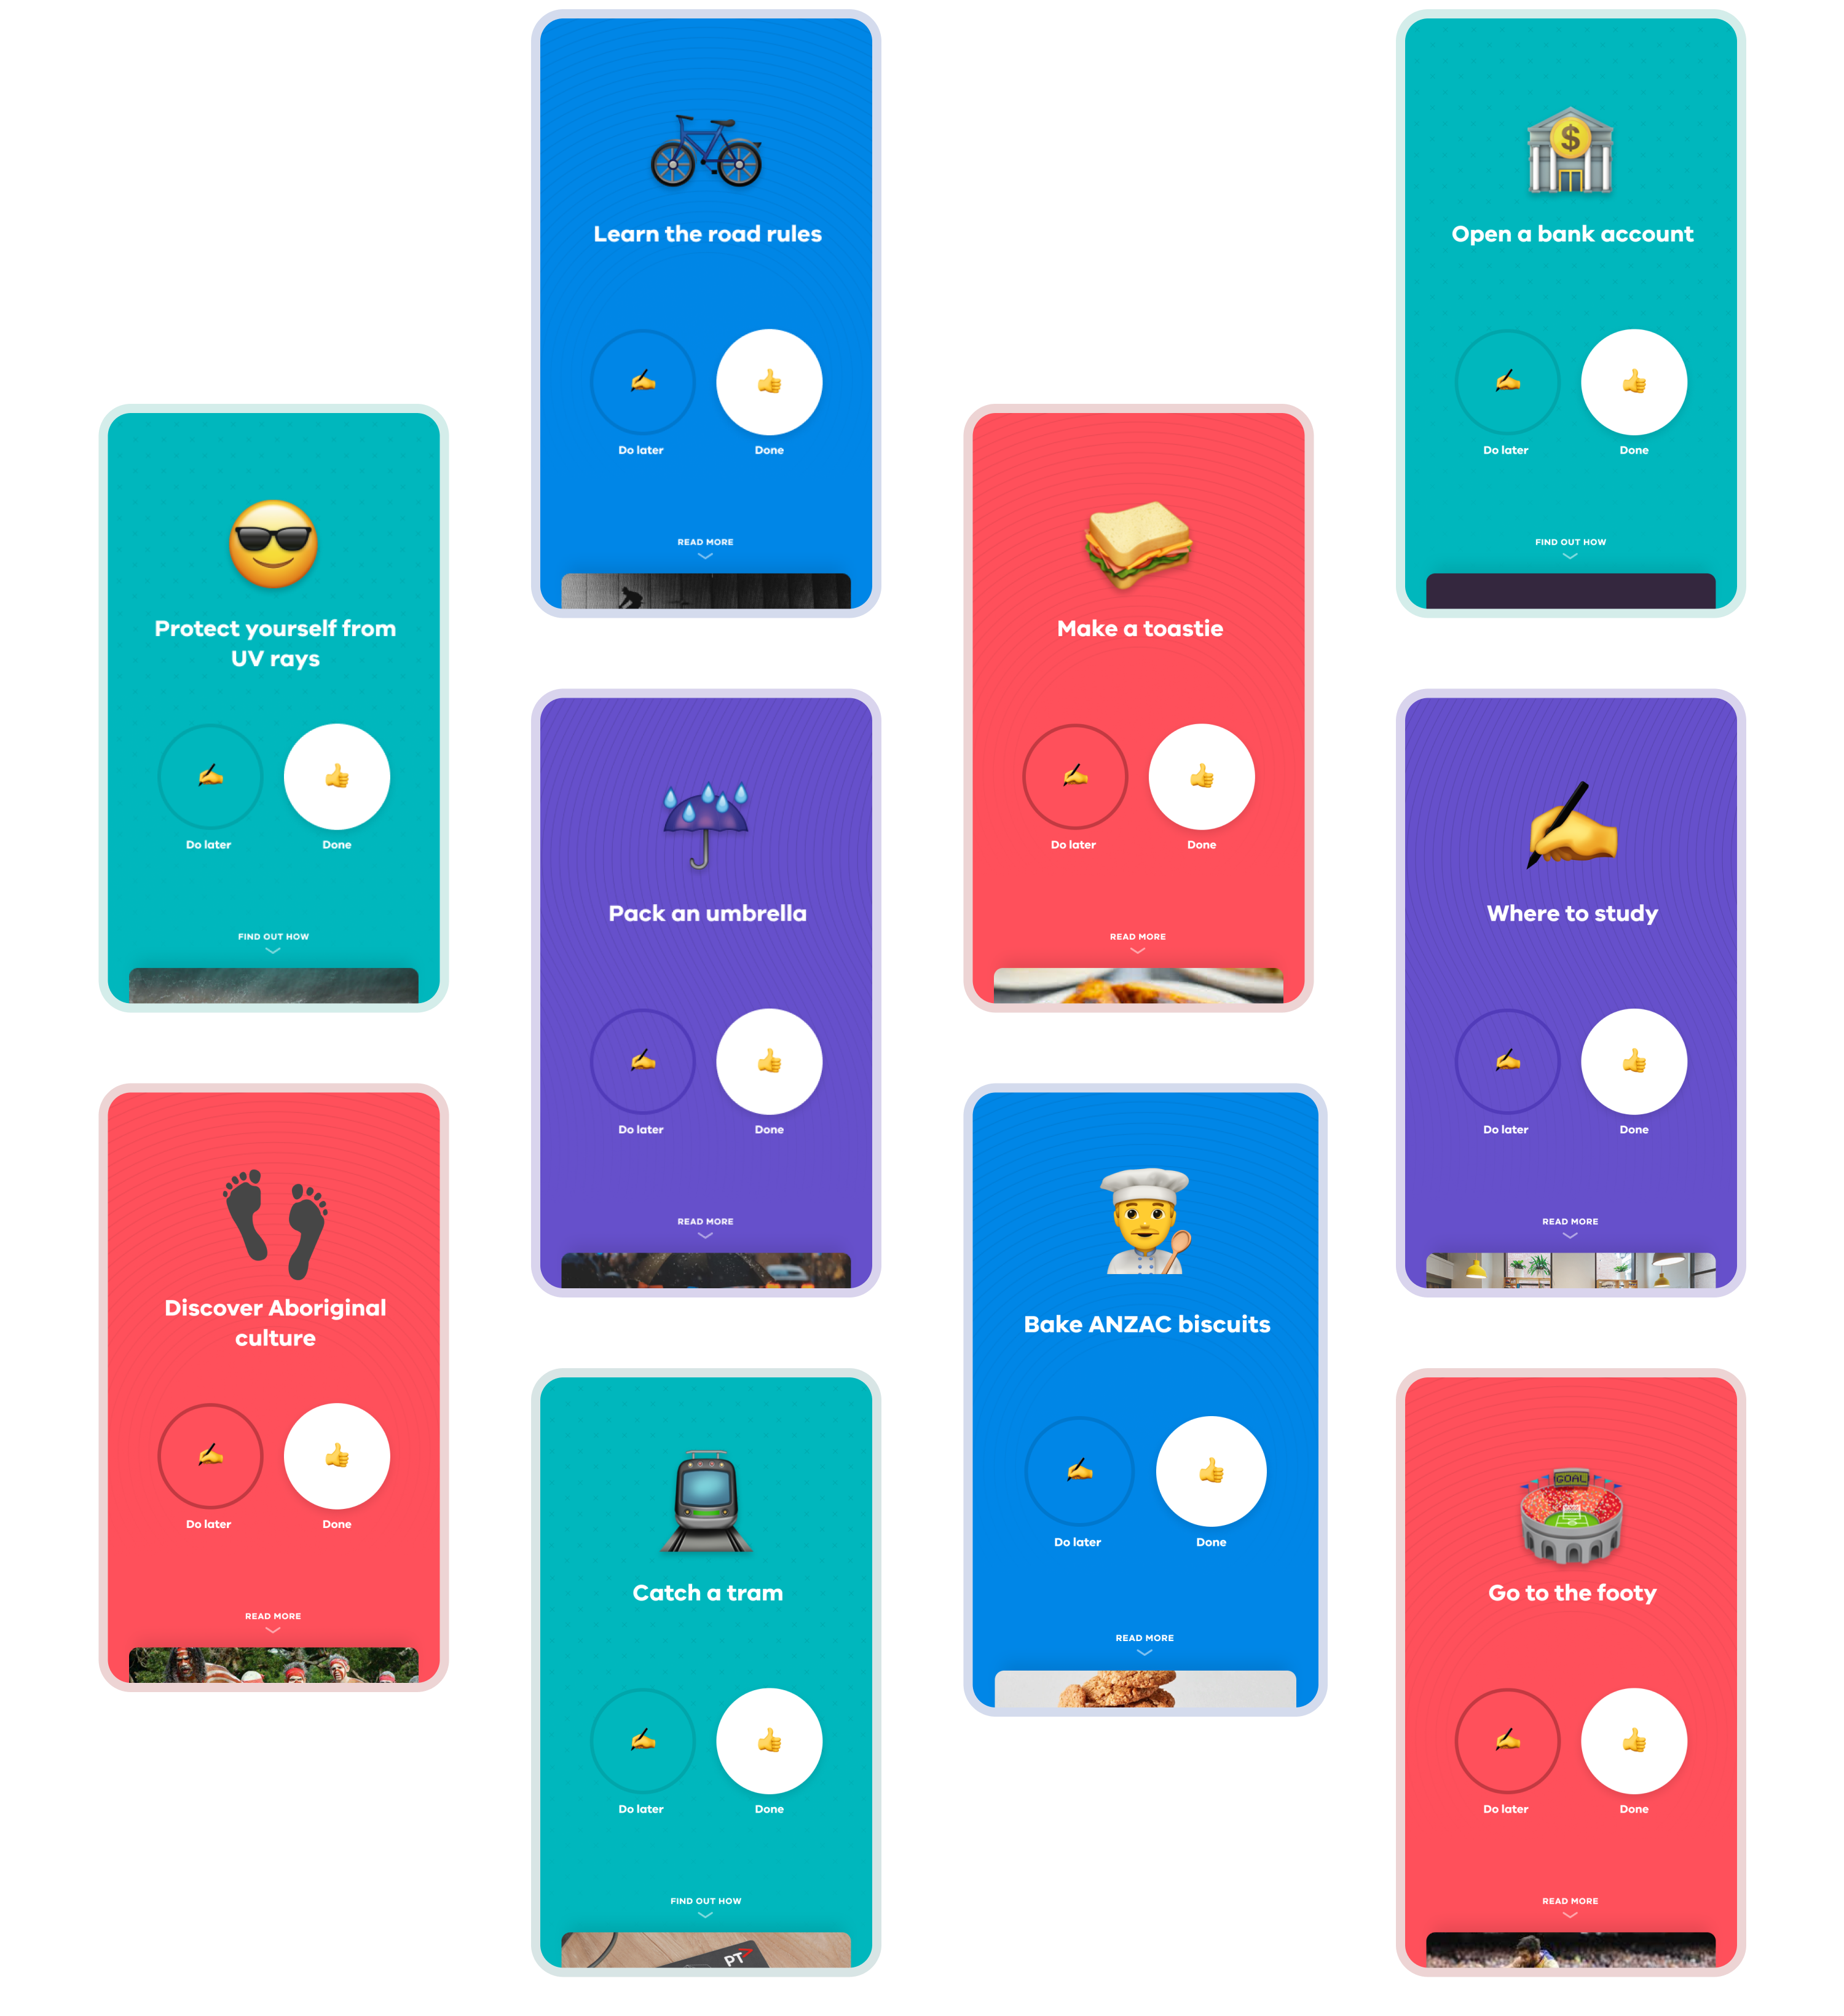 Learn the road rules
Do later
Done
READ MORE
$
Open a bank account
Do later
Done
FIND OUT HOW
Protect yourself from
UV rays
Do later
Done
FIND OUT HOW
Make a toastie
Do later
Done
READ MORE
Pack an umbrella
Do later
Done
READ MORE
Where to study
Do later
Done
READ MORE
Discover Aboriginal
culture
Do later
Done
READ MORE
Bake ANZAC biscuits
Do later
Done
READ MORE
Catch a tram
Do later
Done
FIND OUT HOW
PT
GOAL
Go to the footy
Do later
Done
READ MORE